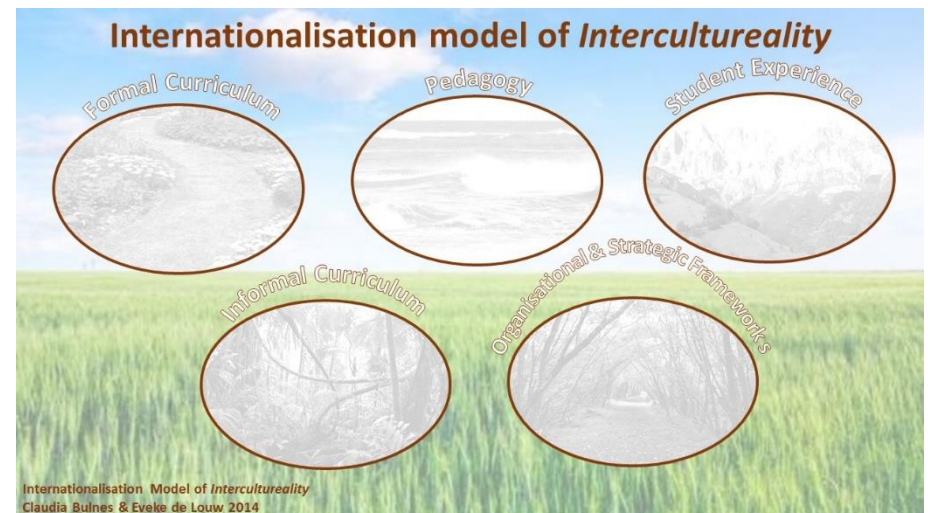 Internationalisation model of Intercultureality
Formal Curriculum
Pedagogy
Student Experience
Informal Curriculum
Organisational & Strategic Frameworks
Internationalisation Model of Intercultureality
Claudia Bulnes & Eveke de Louw 2014